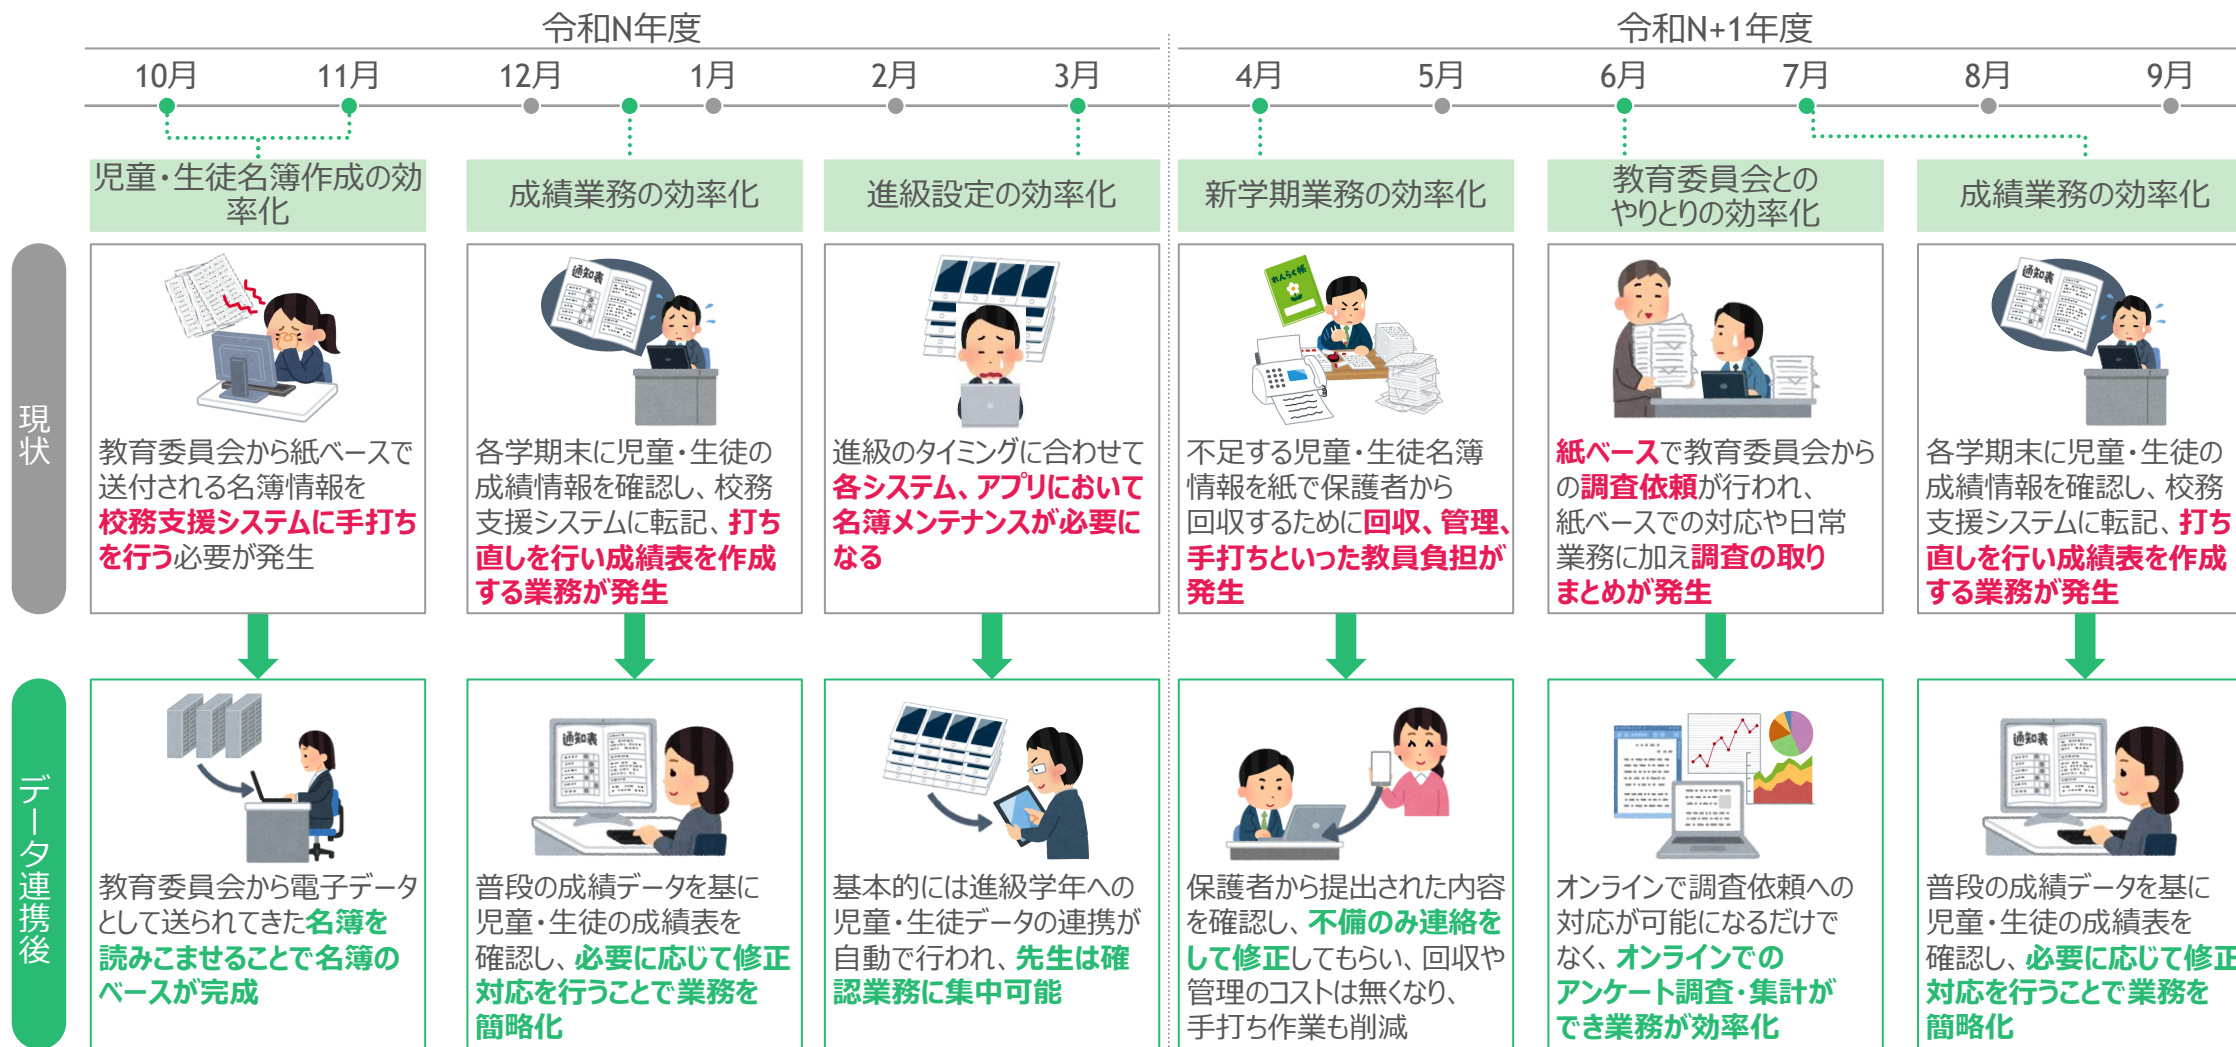 令和N年度
令和N+1年度
10月
11月
12月
1月
2月
3月
4月
5月
6月
7月
8月
9月
児童・生徒名簿作成の効
率化
成績業務の効率化
進級設定の効率化
新学期業務の効率化
教育委員会との
やりとりの効率化
成績業務の効率化
現状
教育委員会から紙ベースで
送付される名簿情報を
校務支援システムに手打ち
を行う必要が発生
通知表
各学期末に児童・生徒の
成績情報を確認し、校務
支援システムに転記、打ち
直しを行い成績表を作成
する業務が発生
進級のタイミングに合わせて
各システム、アプリにおいて
名簿メンテナンスが必要に
なる
れんらく帳
不足する児童・生徒名簿
情報を紙で保護者から
回収するために回収、管理、
手打ちといった教員負担が
発生
紙ベースで教育委員会から
の調査依頼が行われ、
紙ベースでの対応や日常
業務に加え調査の取り
まとめが発生
通知表
各学期末に児童・生徒の
成績情報を確認し、校務
支援システムに転記、打ち
直しを行い成績表を作成
する業務が発生
データ連携後
教育委員会から電子データ
として送られてきた名簿を
読みこませることで名簿の
ベースが完成
通知表
普段の成績データを基に
児童・生徒の成績表を
確認し、必要に応じて修正
対応を行うことで業務を
簡略化
基本的には進級学年への
児童・生徒データの連携が
自動で行われ、先生は確
認業務に集中可能
保護者から提出された内容
を確認し、不備のみ連絡を
して修正してもらい、回収や
管理のコストは無くなり、
手打ち作業も削減
オンラインで調査依頼への
対応が可能になるだけで
なく、オンラインでの
アンケート調査・集計が
でき業務が効率化
通知表
普段の成績データを基に
児童・生徒の成績表を
確認し、必要に応じて修正
対応を行うことで業務を
簡略化